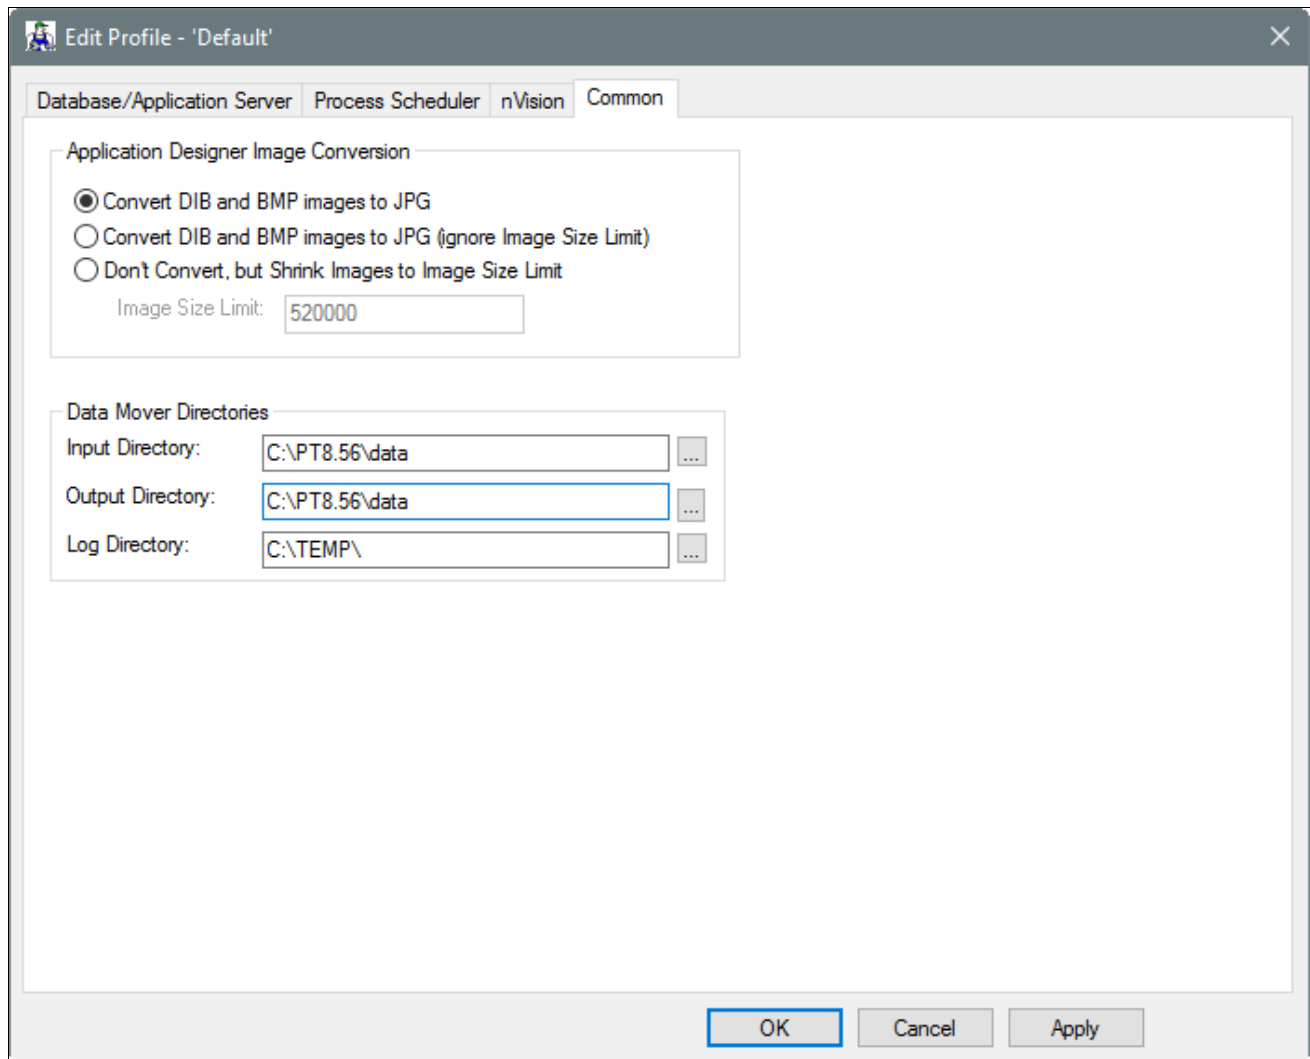 Edit Profile - 'Default'
Database/Application Server Process Scheduler nVision Common
Application Designer Image Conversion
Convert DIB and BMP images to JPG
Convert DIB and BMP images to JPG (ignore Image Size Limit)
Don't Convert, but Shrink Images to Image Size Limit
Image Size Limit: 520000
Data Mover Directories
Input Directory: C:\PT8.56\data ...
Output Directory: C:\PT8.56\data ...
Log Directory: C:\TEMP\ ...
OK Cancel Apply